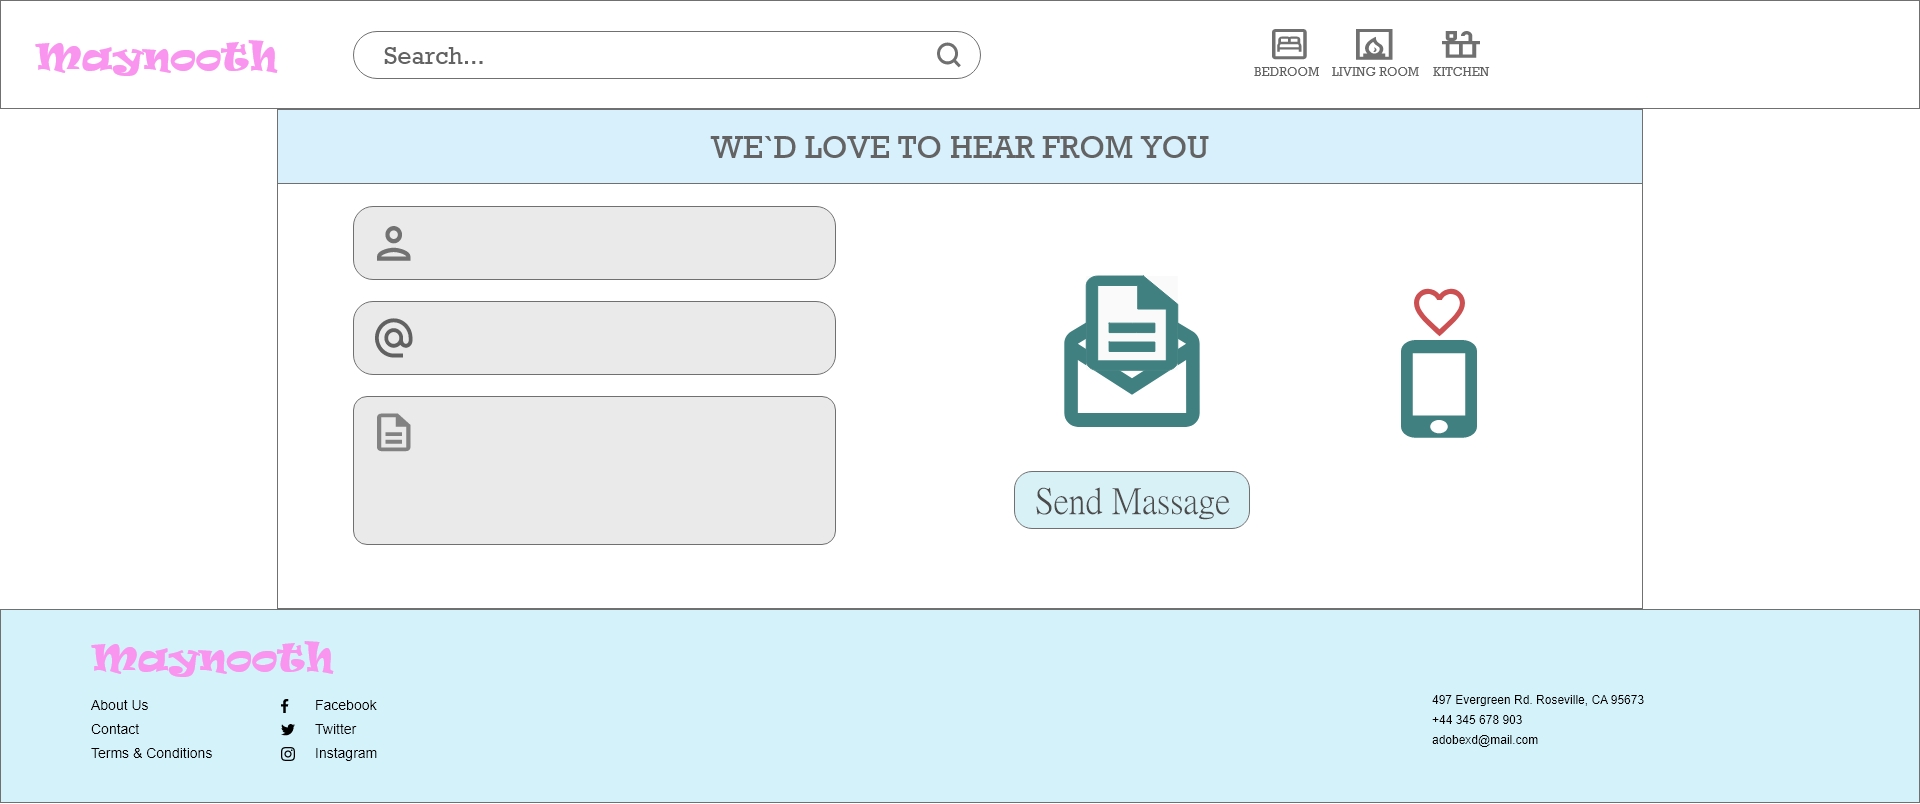 maynooth
Search...
BEDROOM
LIVING ROOM
KITCHEN
WE`D LOVE TO HEAR FROM YOU
Send Massage
maynooth
About Us
Contact
Terms & Conditions
Facebook
Twitter
Instagram
497 Evergreen Rd. Roseville, CA 95673
+44 345 678 903
adobexd@mail.com